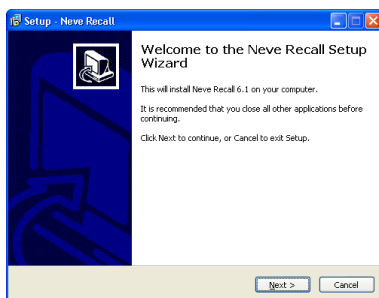 Setup - Neve Recall
Welcome to the Neve Recall Setup
Wizard
This will install Neve Recall 6.1 on your computer.
It is recommended that you close all other applications before
continuing.
Click Next to continue, or Cancel to exit Setup.
Next >
Cancel